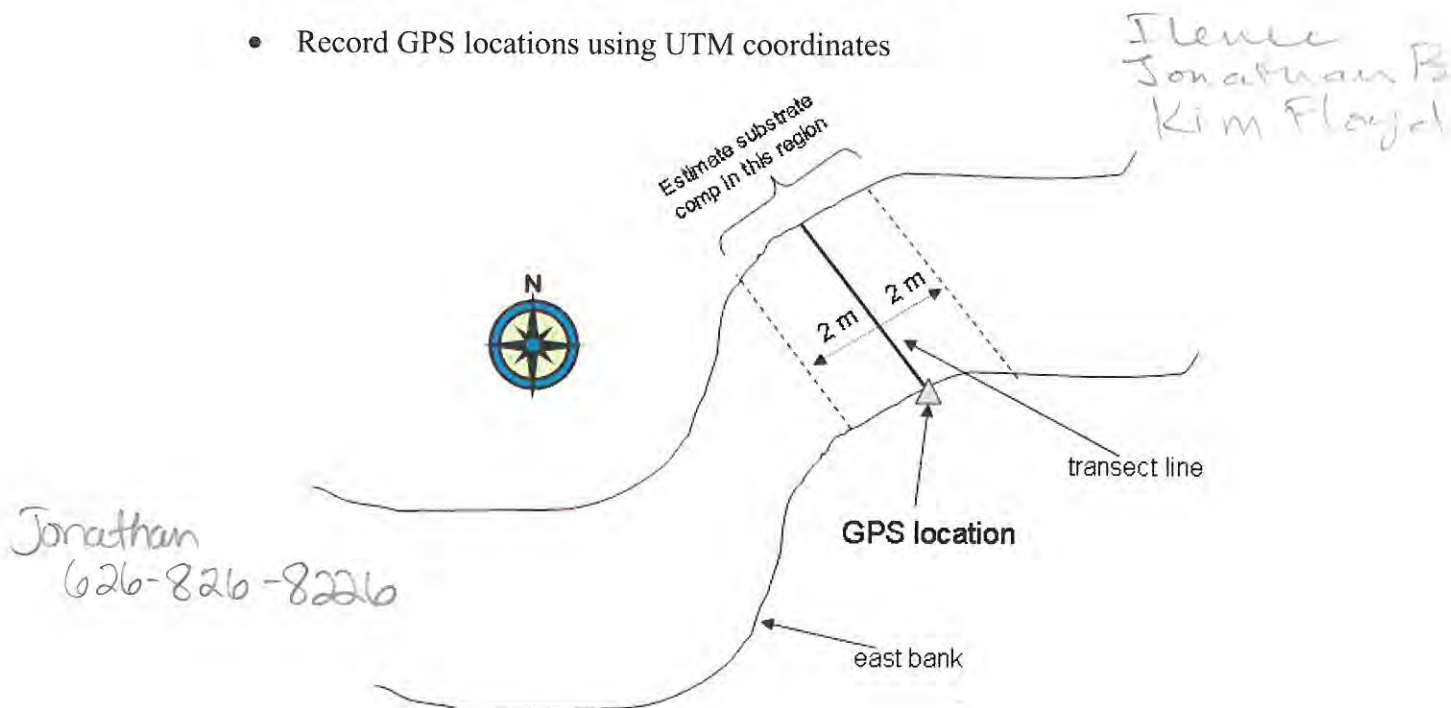 • Record GPS locations using UTM coordinates
Ilene
Jonathan B
Kim Floyd
Estimate substrate
comp in this region
N
2 m
2 m
transect line
GPS location
Jonathan
626-826-8226
east bank